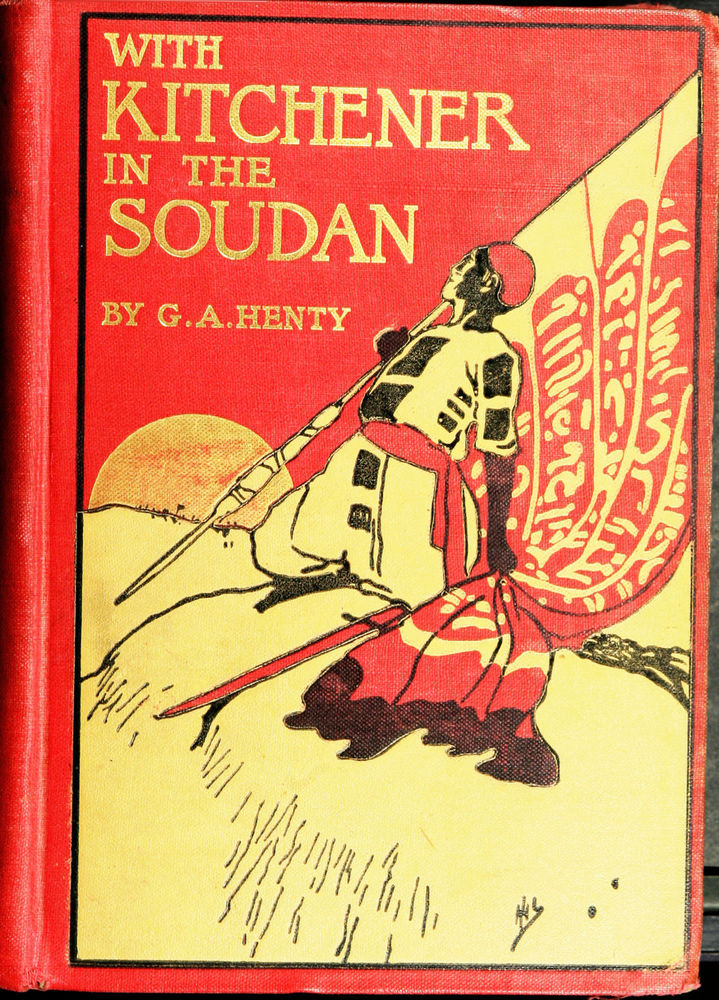 WITH
KITCHENER
IN THE
SOUDAN
BY G.A.HENTY